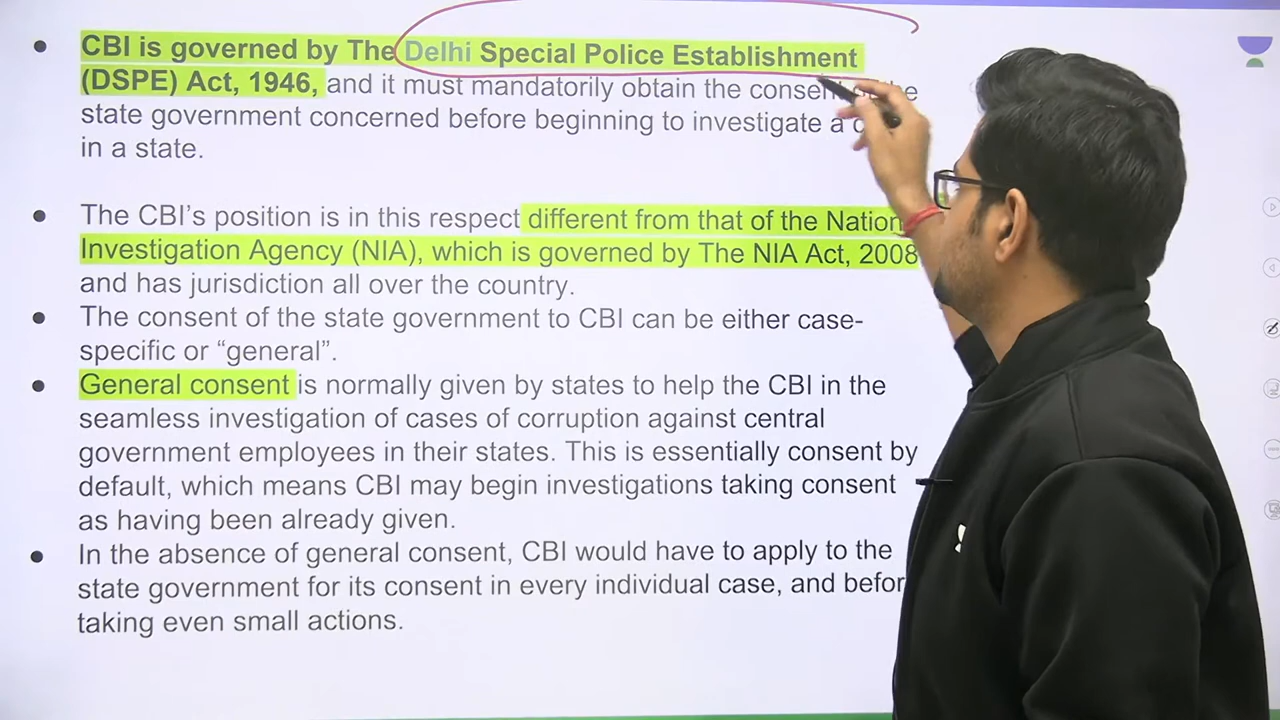 CBI is governed by The Delhi Special Police Establishment
(DSPE) Act, 1946, and it must mandatorily obtain the consent
state government concerned before beginning to investigate a
in a state.
The CBI's position is in this respect different from that of the
Investigation Agency (NIA), which is governed by The NIA Act, 2008
and has jurisdiction all over the country.
The consent of the state government to CBI can be either case-
specific or “general”.
General consent is normally given by states to help the CBI in the
seamless investigation of cases of corruption against central
government employees in their states. This is essentially consent by
default, which means CBI may begin investigations taking consent
as having been already given.
In the absence of general consent, CBI would have to apply to the
state government for its consent in every individual case, and
taking even small actions.